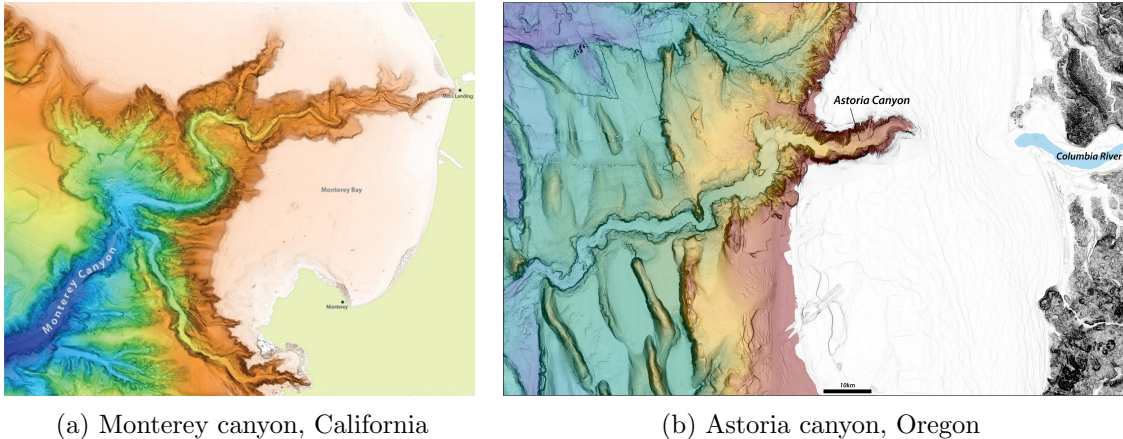 Moss Landing
Monterey Bay
Monterey Canyon
Monterey
Astoria Canyon
Columbia River
10km
(a) Monterey canyon, California
(b) Astoria canyon, Oregon